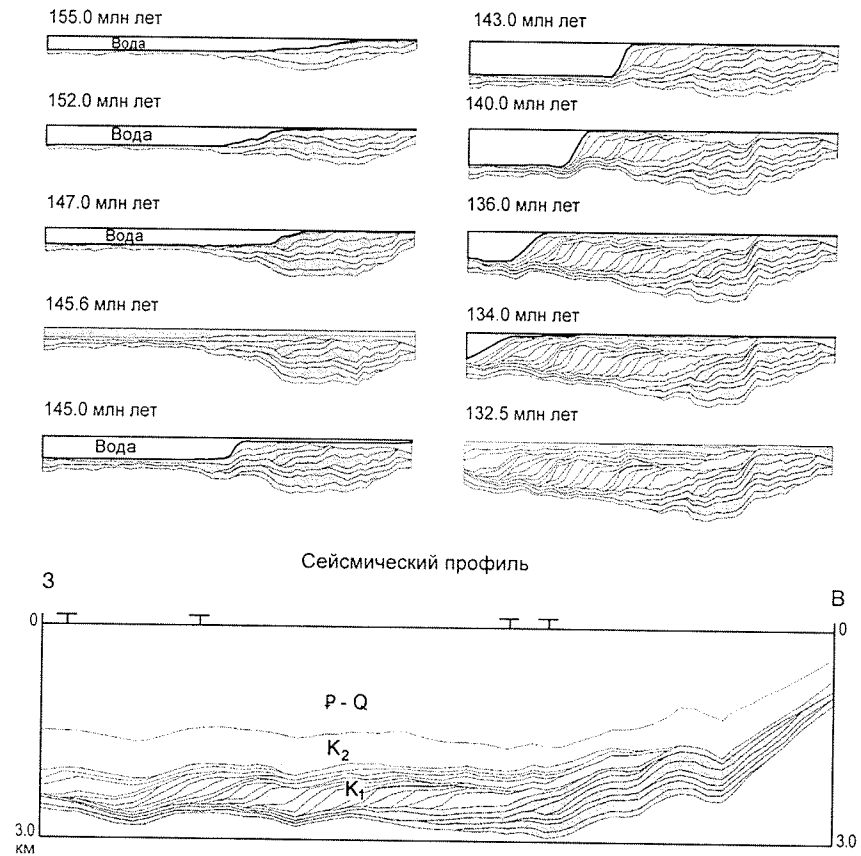 155.0 млн лет
Вода
152.0 млн лет
Вода
147.0 млн лет
Вода
145.6 млн лет
145.0 млн лет
Вода
143.0 млн лет
140.0 млн лет
136.0 млн лет
134.0 млн лет
132.5 млн лет
Сейсмический профиль
З
В
0
0
₽ - Q
K₂
K₁
3.0
км
3.0